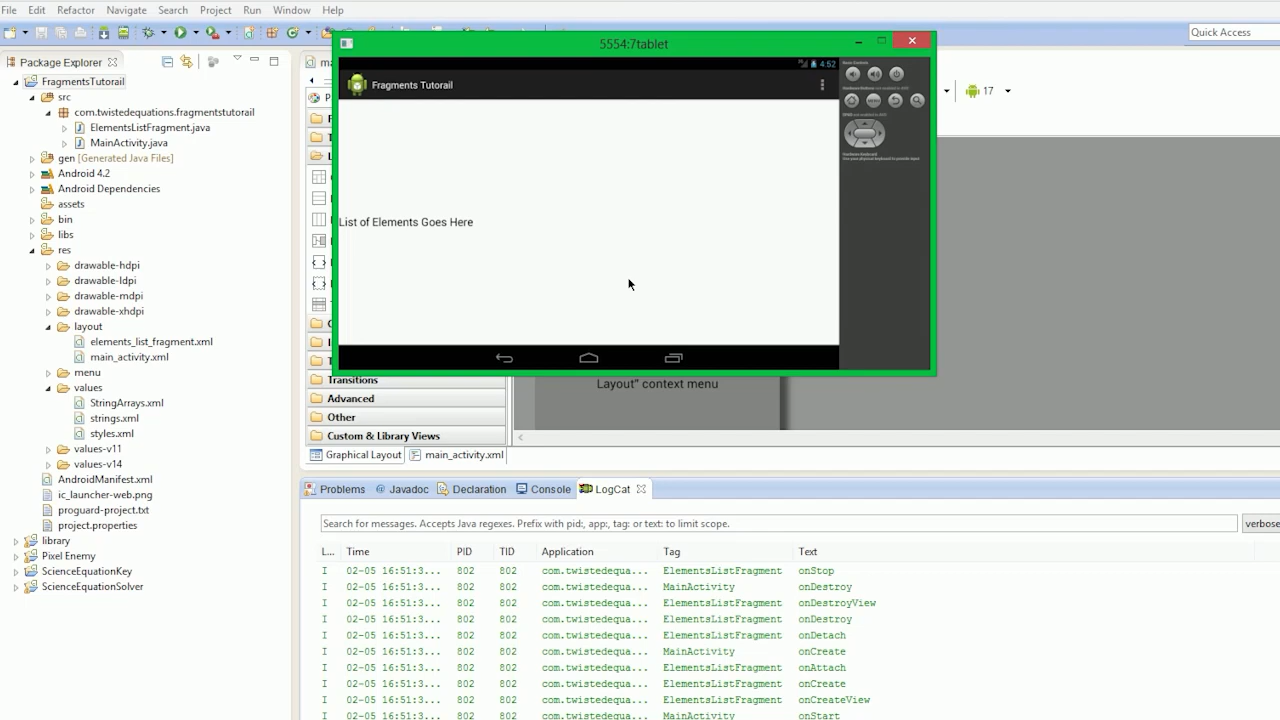 File Edit Refactor Navigate Search Project Run Window Help
Quick Access
Package Explorer
FragmentsTutorail
src
com.twistedequations.fragmentstutorail
ElementsListFragment.java
MainActivity.java
gen [Generated Java Files]
Android 4.2
Android Dependencies
assets
bin
libs
res
drawable-hdpi
drawable-ldpi
drawable-mdpi
drawable-xhdpi
layout
elements_list_fragment.xml
main_activity.xml
menu
values
StringArrays.xml
strings.xml
styles.xml
values-v11
values-v14
AndroidManifest.xml
ic_launcher-web.png
proguard-project.txt
project.properties
library
Pixel Enemy
ScienceEquationKey
ScienceEquationSolver
5554:7tablet
4:52
Fragments Tutorail
List of Elements Goes Here
17
Layout" context menu
Transitions
Advanced
Other
Custom & Library Views
Graphical Layout main_activity.xml
Problems Javadoc Declaration Console LogCat
Search for messages. Accepts Java regexes. Prefix with pid:, app:, tag: or text: to limit scope.
verbose
L... Time PID TID Application Tag Text
I 02-05 16:51:3... 802 802 com.twistedequa... ElementsListFragment onStop
I 02-05 16:51:3... 802 802 com.twistedequa... MainActivity onDestroy
I 02-05 16:51:3... 802 802 com.twistedequa... ElementsListFragment onDestroyView
I 02-05 16:51:3... 802 802 com.twistedequa... ElementsListFragment onDestroy
I 02-05 16:51:3... 802 802 com.twistedequa... ElementsListFragment onDetach
I 02-05 16:51:3... 802 802 com.twistedequa... MainActivity onCreate
I 02-05 16:51:3... 802 802 com.twistedequa... ElementsListFragment onAttach
I 02-05 16:51:3... 802 802 com.twistedequa... ElementsListFragment onCreate
I 02-05 16:51:3... 802 802 com.twistedequa... ElementsListFragment onCreateView
I 02-05 16:51:3... 802 802 com.twistedequa... MainActivity onStart